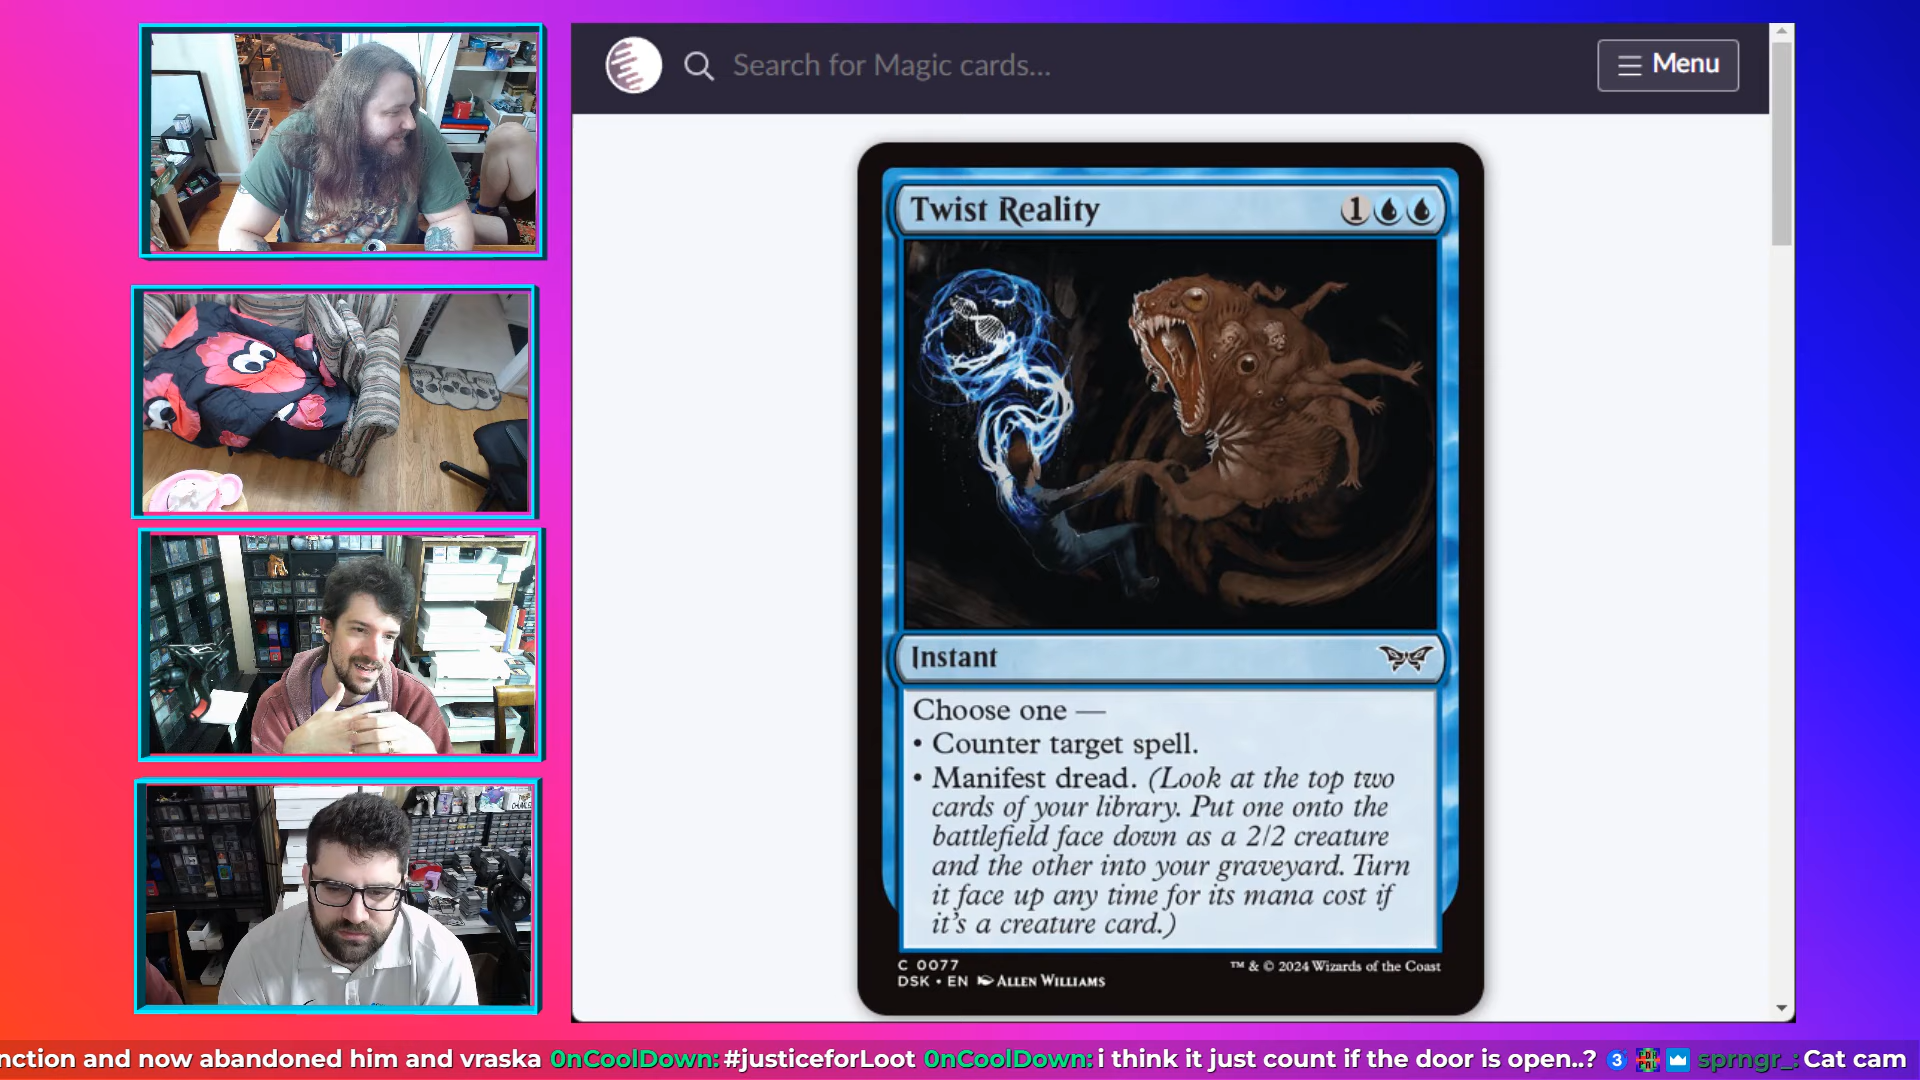 Search for Magic cards...
Menu
Twist Reality
1
Instant
Choose one —
• Counter target spell.
• Manifest dread. (Look at the top two
cards of your library. Put one onto the
battlefield face down as a 2/2 creature
and the other into your graveyard. Turn
it face up any time for its mana cost if
it's a creature card.)
C 0077
DSK • EN ALLEN WILLIAMS
™ & © 2024 Wizards of the Coast
nction and now abandoned him and vraska 0nCoolDown: #justiceforLoot 0nCoolDown: i think it just count if the door is open..? 3 sprngr_: Cat cam